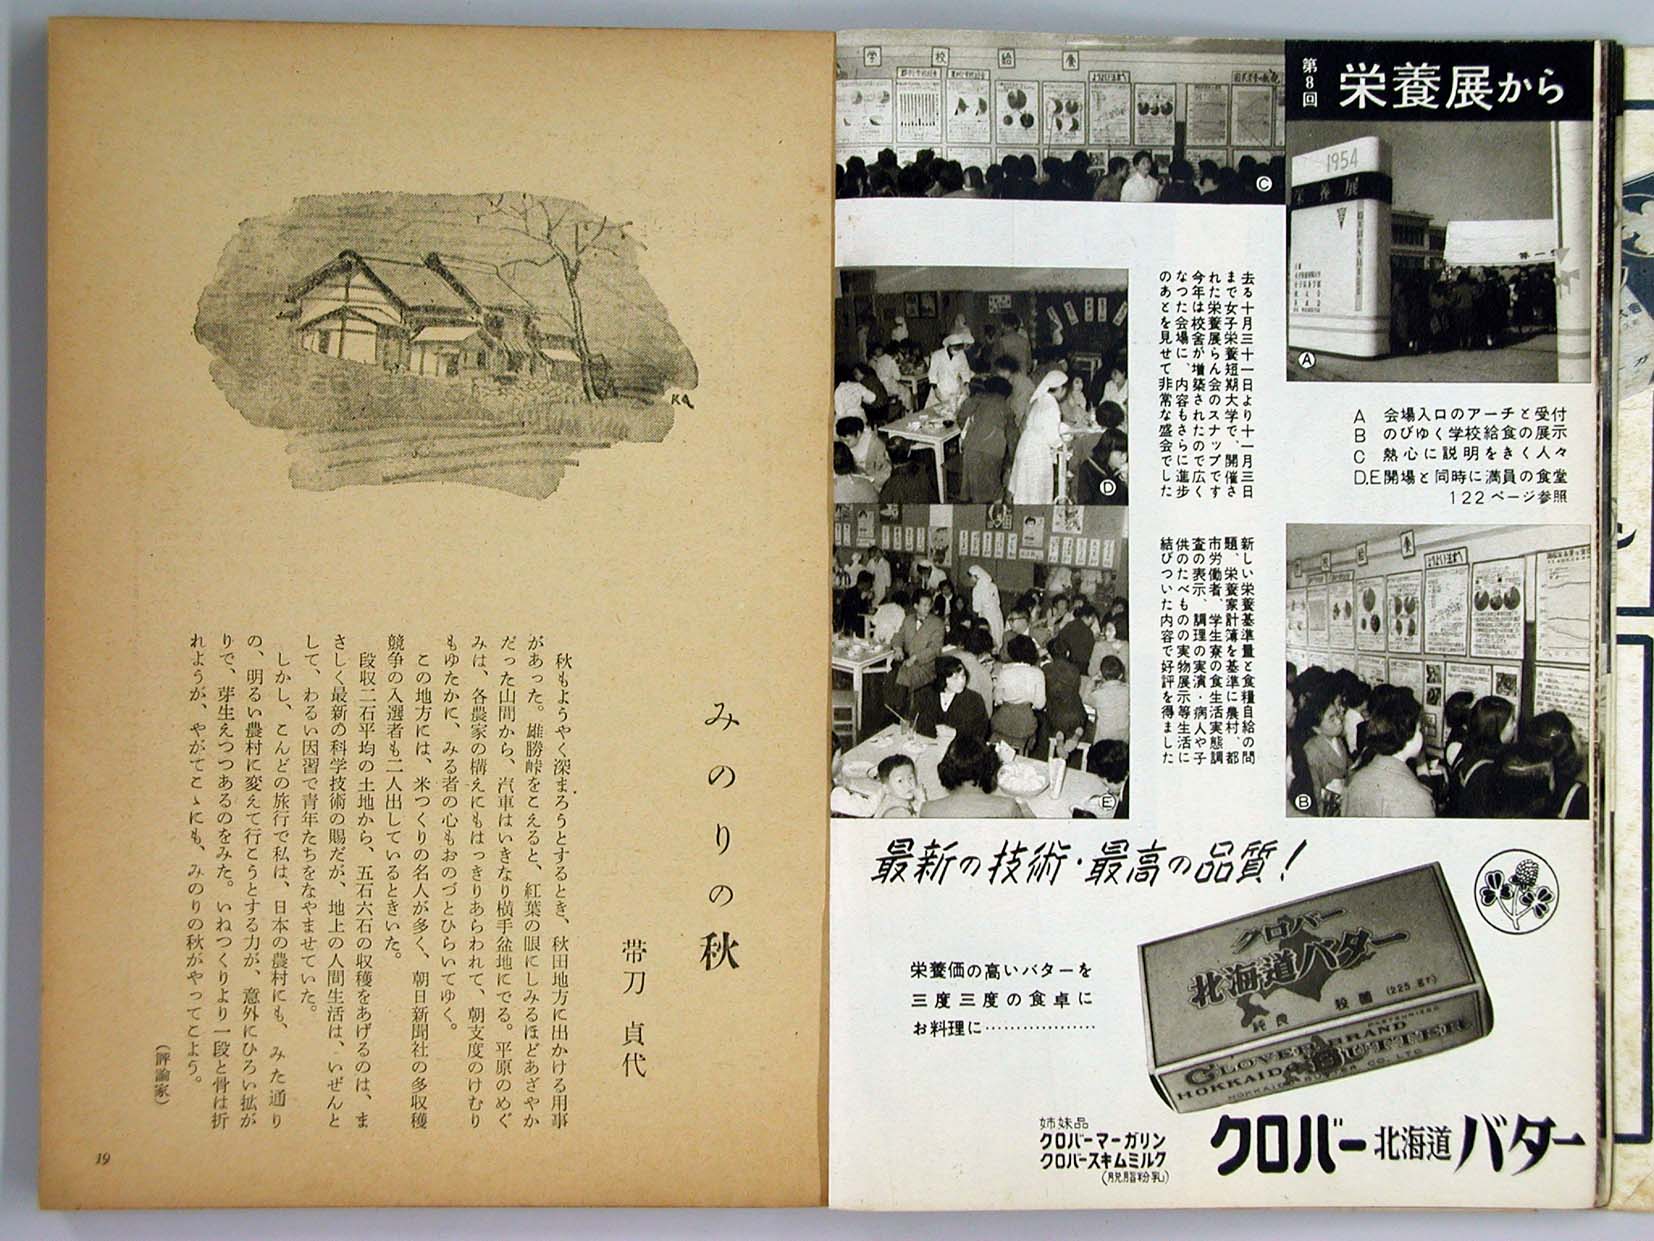 第8回
栄養展から
学校給食
C
1954
栄養展
A
去る十月三十一日より十一月三日
まで女子栄養短期大学で、開催さ
れた栄養展らん会のスナップです
今年は校舎が増築されたので広く
なつた会場に、内容もさらに進歩
のあとを見せて非常な盛会でした
A 会場入口のアーチと受付
B のびゆく学校給食の展示
C 熱心に説明をきく人々
D.E 開場と同時に満員の食堂
122ページ参照
D
新しい栄養基準量と食糧自給の問
題、栄養家計簿を基準に農村、都
市労働者、学生寮の食生活実態調
査の表示、調理の実演・病人や子
供のたべものの実物展示等生活に
結びついた内容で好評を得ました
E
B
最新の技術・最高の品質!
栄養価の高いバターを
三度三度の食卓に
お料理に………………
クロバー
北海道バター
純良 殺菌 (225.gr)
CLOVER BRAND
HOKKAIDO BUTTER
HOKKAIDO BUTTER CO., LTD.
姉妹品
クロバーマーガリン
クロバースキムミルク
(脱脂粉乳)
クロバー北海道バター
KA
みのりの秋
帯刀貞代
秋もようやく深まろうとするとき、秋田地方に出かける用事
があった。雄勝峠をこえると、紅葉の眼にしみるほどあざやか
だった山間から、汽車はいきなり横手盆地にでる。平原のめぐ
みは、各農家の構えにもはっきりあらわれて、朝支度のけむり
もゆたかに、みる者の心もおのづとひらいてゆく。
この地方には、米つくりの名人が多く、朝日新聞社の多収穫
競争の入選者も二人出しているときいた。
段収二石平均の土地から、五石六石の収穫をあげるのは、ま
さしく最新の科学技術の賜だが、地上の人間生活は、いぜんと
して、わるい因習で青年たちをなやませていた。
しかし、こんどの旅行で私は、日本の農村にも、みた通り
の、明るい農村に変えて行こうとする力が、意外にひろい拡が
りで、芽生えつつあるのをみた。いねつくりより一段と骨は折
れようが、やがてこゝにも、みのりの秋がやってこよう。
(評論家)
19